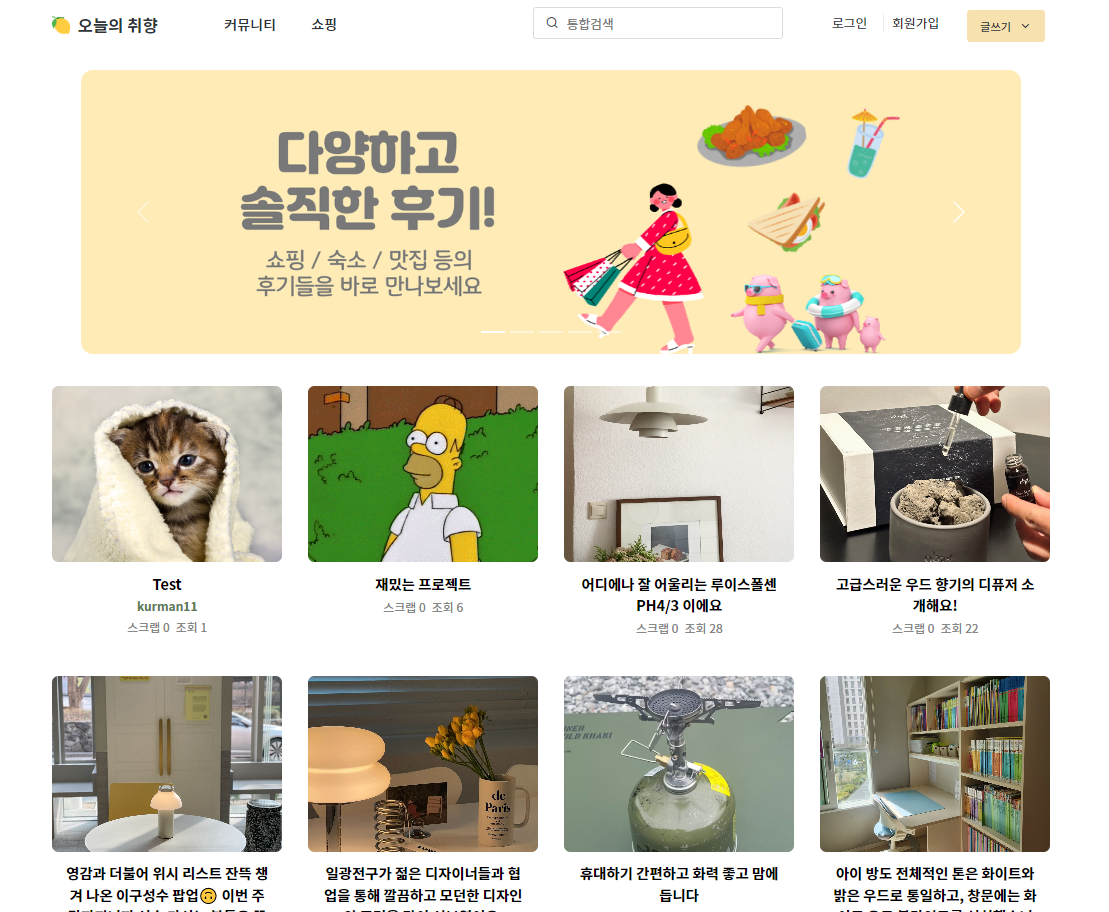 오늘의 취향
커뮤니티
쇼핑
통합검색
로그인
회원가입
글쓰기
다양하고
솔직한 후기!
쇼핑 / 숙소 / 맛집 등의
후기들을 바로 만나보세요
Test
kurman11
스크랩 0 조회 1
재밌는 프로젝트
스크랩 0 조회 6
어디에나 잘 어울리는 루이스폴센
PH4/3 이에요
스크랩 0 조회 28
고급스러운 우드 향기의 디퓨저 소
개해요!
스크랩 0 조회 22
de
Paris
영감과 더불어 위시 리스트 잔뜩 챙
겨 나온 이구성수 팝업🙃 이번 주
일광전구가 젊은 디자이너들과 협
업을 통해 깔끔하고 모던한 디자인
휴대하기 간편하고 화력 좋고 맘에
듭니다
아이 방도 전체적인 톤은 화이트와
밝은 우드로 통일하고, 창문에는 화